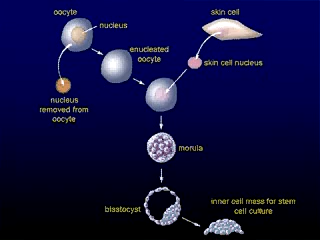 oocyte
nucleus
skin cell
enucleated
oocyte
skin cell nucleus
nucleus
removed from
oocyte
morula
blastocyst
inner cell mass for stem
cell culture